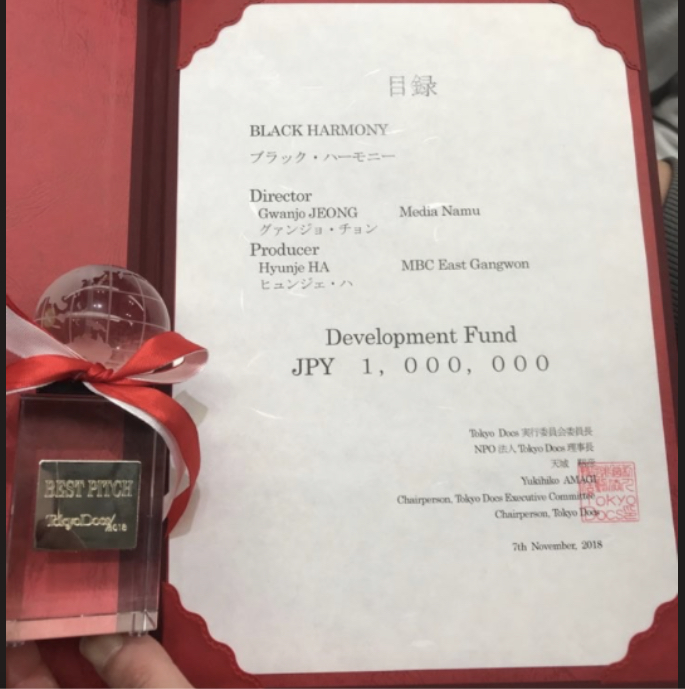 目録
BLACK HARMONY
ブラック・ハーモニー
Director
Gwanjo JEONG Media Namu
グァンジョ・チョン
Producer
Hyunje HA MBC East Gangwon
ヒュンジェ・ハ
Development Fund
JPY 1,000,000
Tokyo Docs 実行委員会委員長
NPO 法人 Tokyo Docs 理事長
天城
Yukihiko AMAGI
Chairperson, Tokyo Docs Executive Committee
Chairperson, Tokyo Docs
TOKYO
DOCS
7th November, 2018
BEST PITCH
TokyoDocs
2018